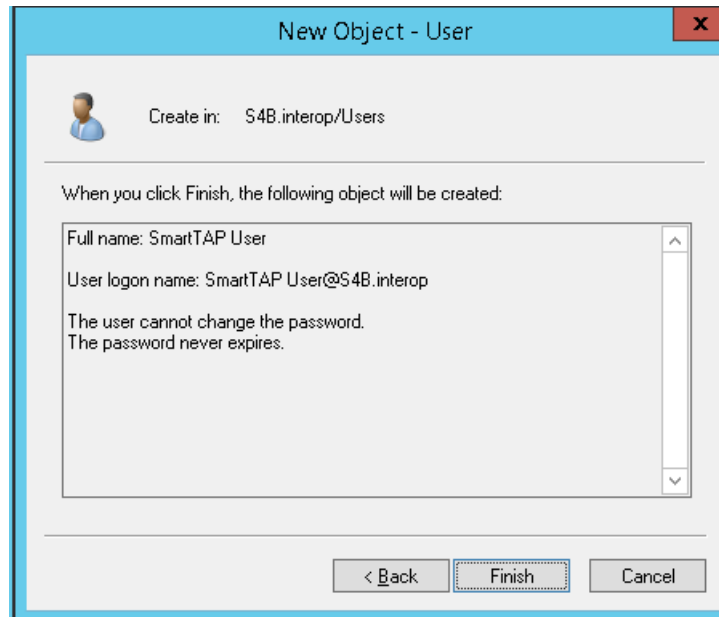 New Object - User
x
Create in: S4B.interop/Users
When you click Finish, the following object will be created:
Full name: SmartTAP User
User logon name: SmartTAP User@S4B.interop
The user cannot change the password.
The password never expires.
< Back Finish Cancel